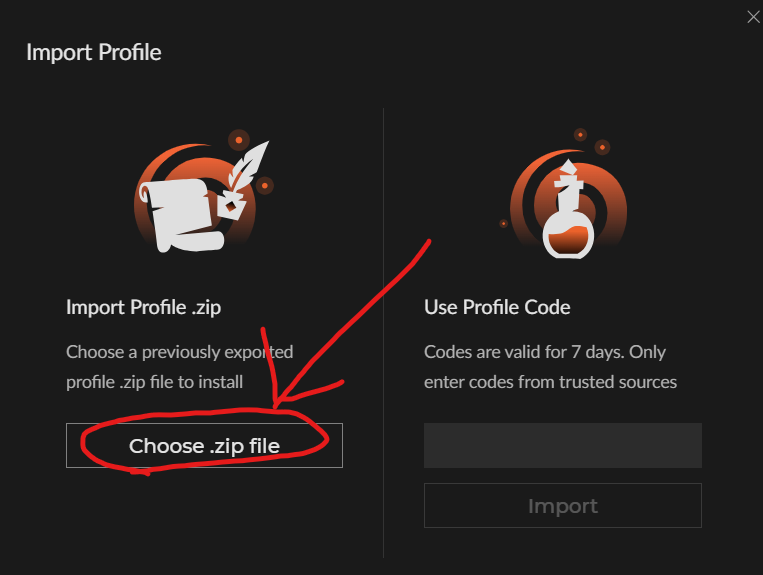 Import Profile
Import Profile .zip
Choose a previously exported
profile .zip file to install
Choose .zip file
Use Profile Code
Codes are valid for 7 days. Only
enter codes from trusted sources
Import